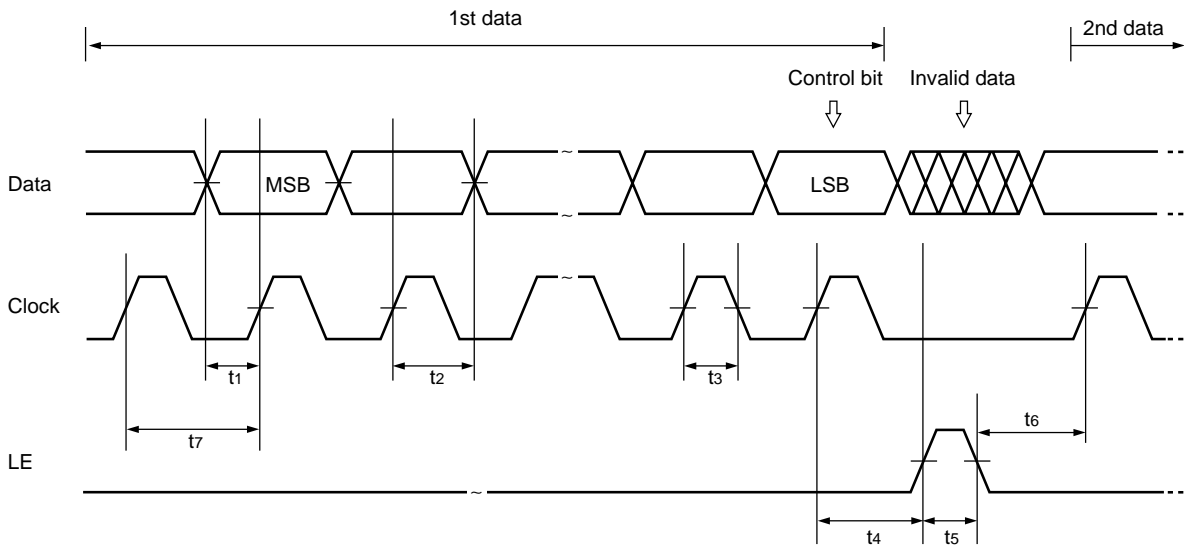 1st data
2nd data
Control bit
Invalid data
Data
MSB
~
LSB
~
Clock
~
t1
t2
t3
t7
t6
LE
~
t4
t5